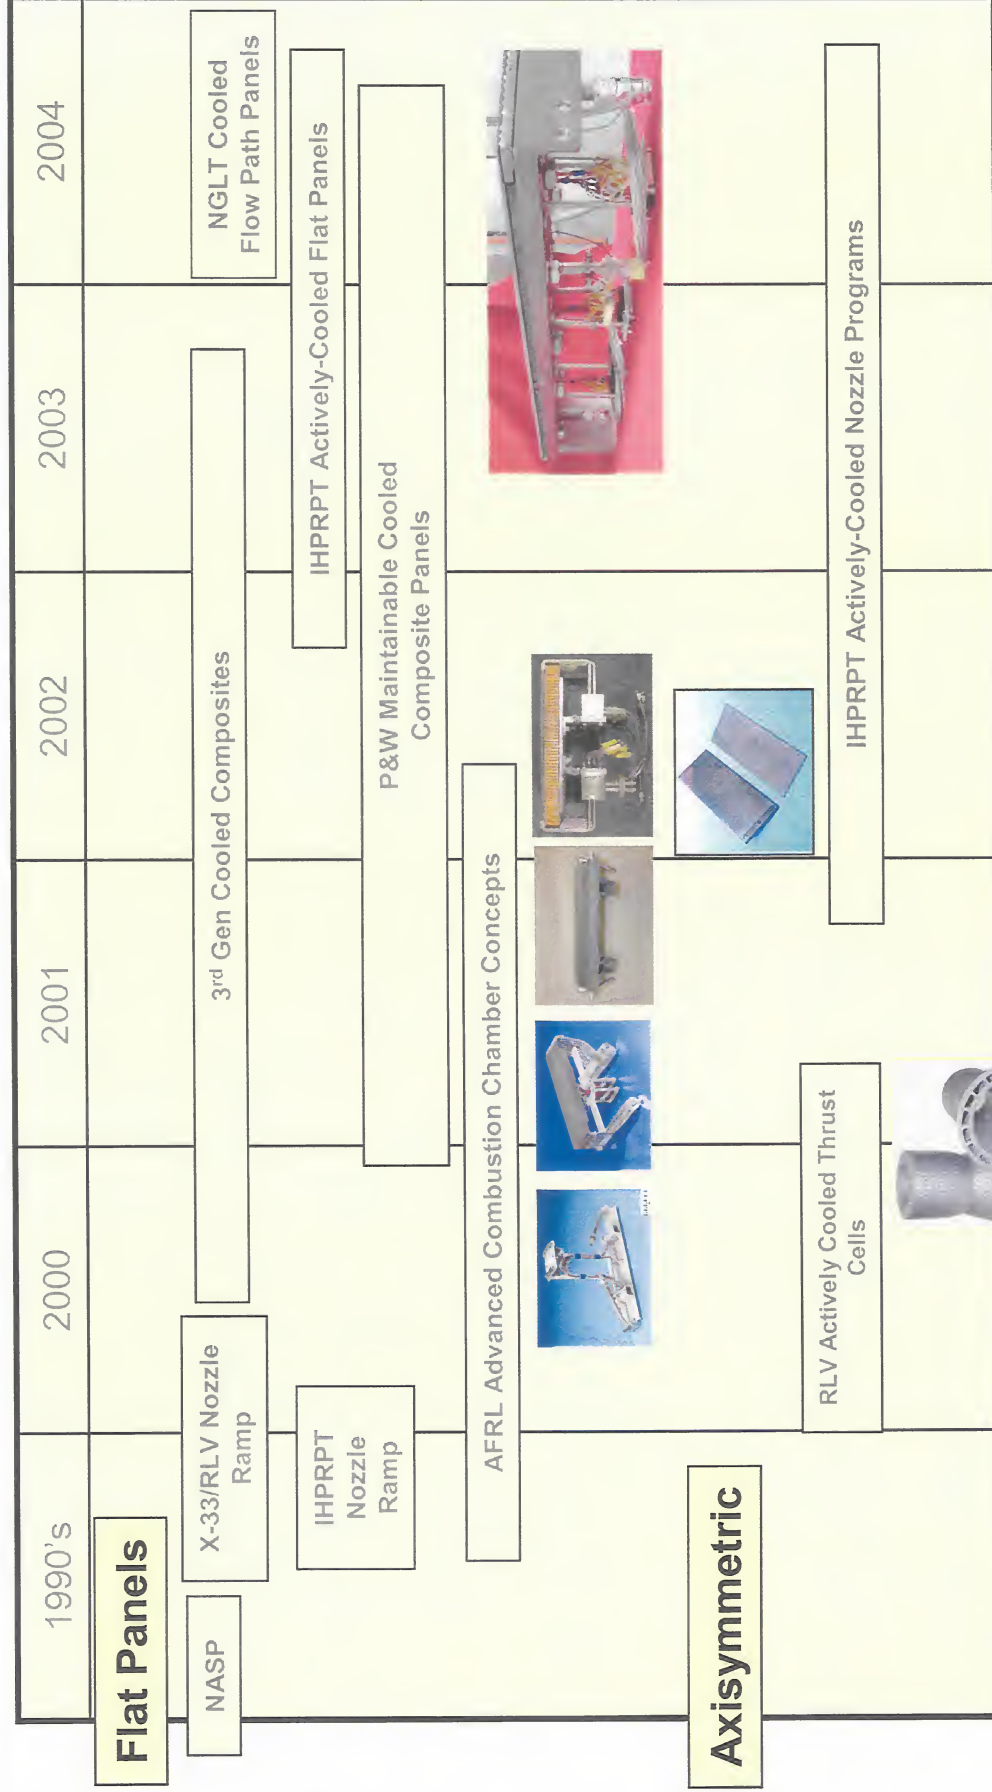 1990's
2000
2001
2002
2003
2004
Flat Panels
NASP
X-33/RLV Nozzle
Ramp
3rd Gen Cooled Composites
NGLT Cooled
Flow Path Panels
IHPRPT
Nozzle
Ramp
IHPRPT Actively-Cooled Flat Panels
P&W Maintainable Cooled
Composite Panels
AFRL Advanced Combustion Chamber Concepts
Axisymmetric
RLV Actively Cooled Thrust
Cells
IHPRPT Actively-Cooled Nozzle Programs